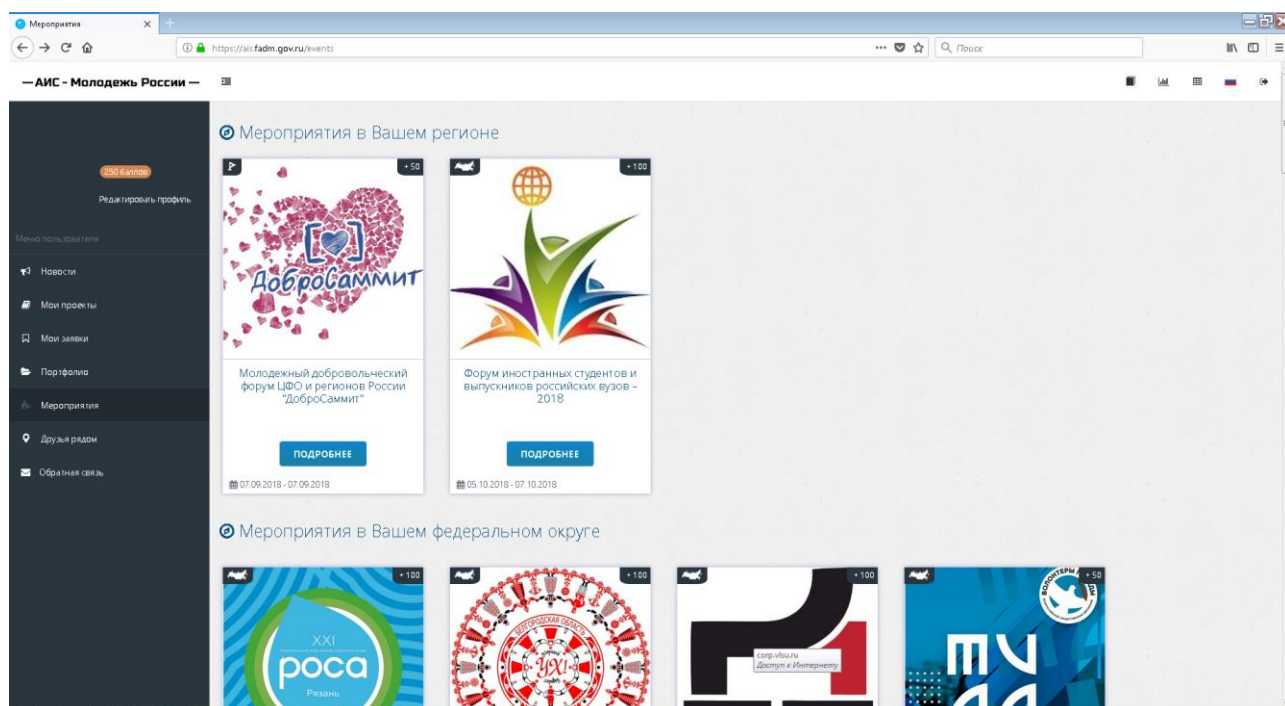 Мероприятия
https://ais.fadm.gov.ru/events
Поиск
— АИС - Молодежь России —
250 баллов
Редактировать профиль
Меню пользователя
Новости
Мои проекты
Мои заявки
Портфолио
Мероприятия
Друзья рядом
Обратная связь
Мероприятия в Вашем регионе
+ 50
ДоброСаммит
Молодежный добровольческий
форум ЦФО и регионов России
"ДоброСаммит"
ПОДРОБНЕЕ
07.09.2018 - 07.09.2018
+ 100
Форум иностранных студентов и
выпускников российских вузов –
2018
ПОДРОБНЕЕ
05.10.2018 - 07.10.2018
Мероприятия в Вашем федеральном округе
+ 100
XXI
роса
Рязань
+ 100
БЕЛГОРОДСКАЯ ОБЛАСТЬ
+ 100
corp.vlsu.ru
Доступ к Интернету
+ 50
ВОЛОНТЕРЫ